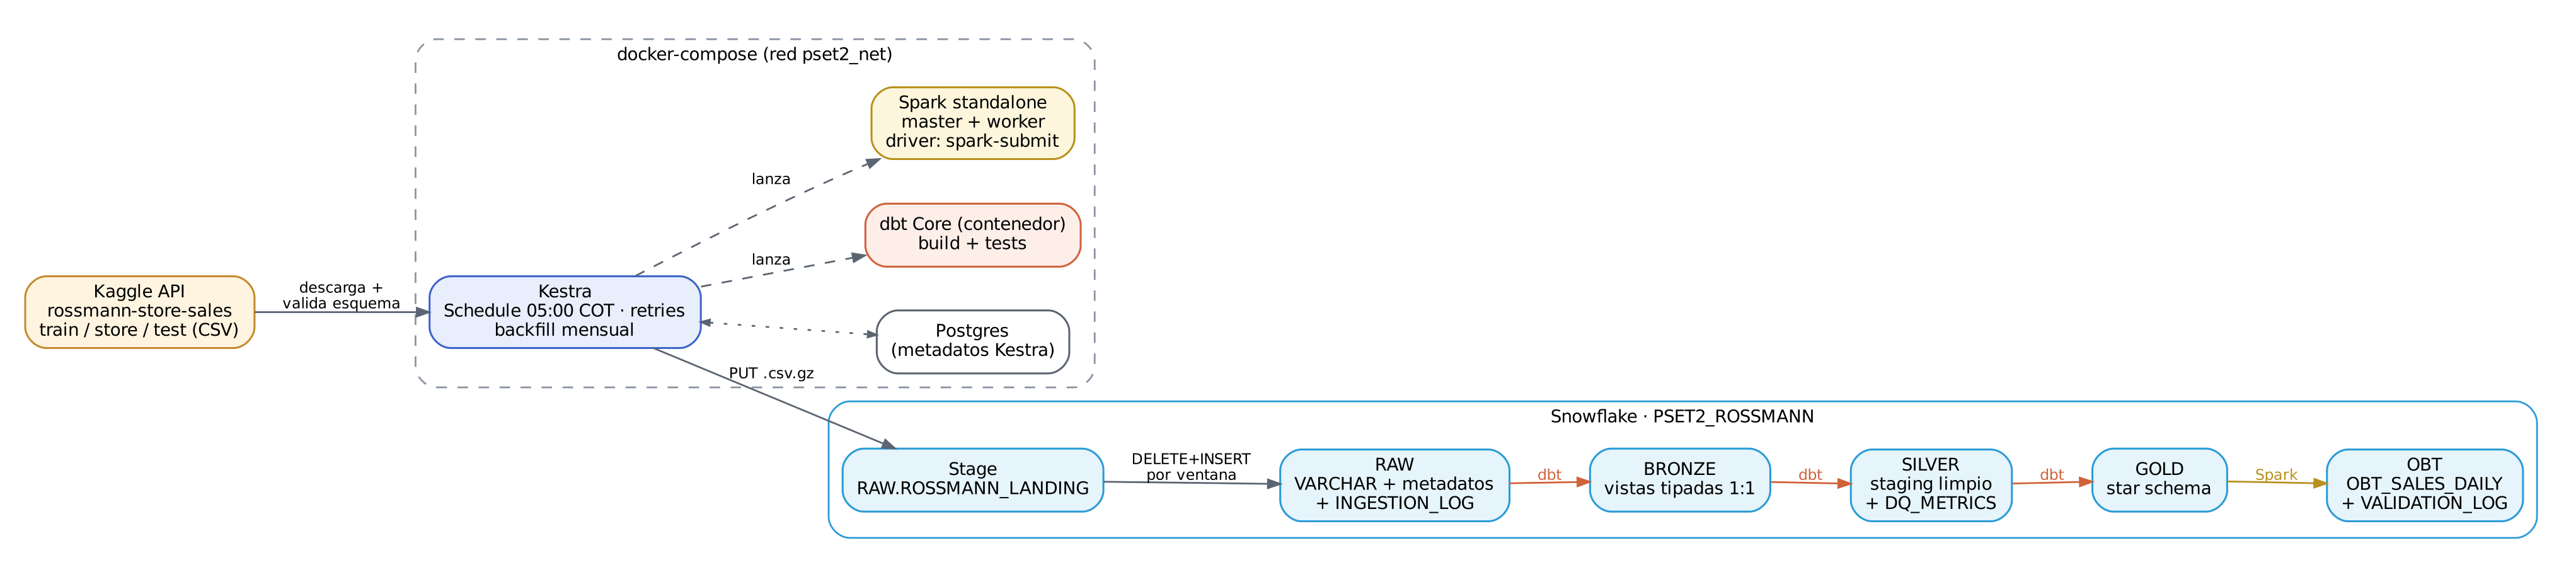 docker-compose (red pset2_net)
Spark standalone
master + worker
driver: spark-submit
lanza
dbt Core (contenedor)
build + tests
lanza
Kaggle API
rossmann-store-sales
train / store / test (CSV)
descarga +
valida esquema
Kestra
Schedule 05:00 COT · retries
backfill mensual
Postgres
(metadatos Kestra)
PUT .csv.gz
Snowflake · PSET2_ROSSMANN
Stage
RAW.ROSSMANN_LANDING
DELETE+INSERT
por ventana
RAW
VARCHAR + metadatos
+ INGESTION_LOG
dbt
BRONZE
vistas tipadas 1:1
dbt
SILVER
staging limpio
+ DQ_METRICS
dbt
GOLD
star schema
Spark
OBT
OBT_SALES_DAILY
+ VALIDATION_LOG